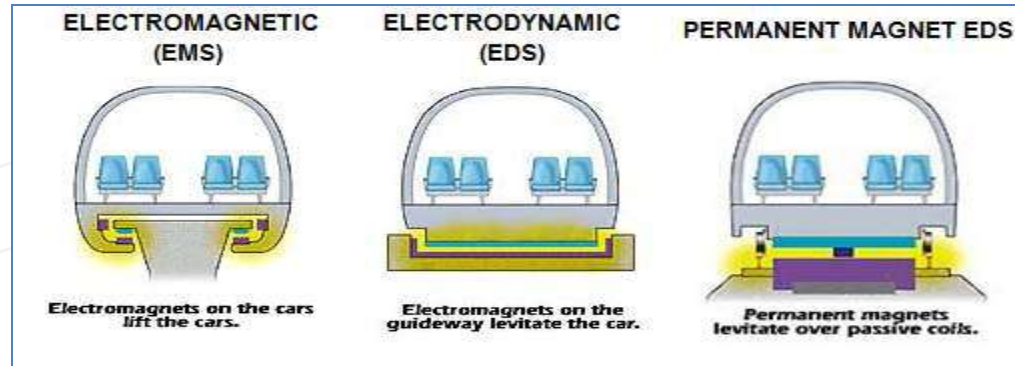 ELECTROMAGNETIC
(EMS)
ELECTRODYNAMIC
(EDS)
PERMANENT MAGNET EDS
Electromagnets on the cars
lift the cars.
Electromagnets on the
guideway levitate the car.
Permanent magnets
levitate over passive coils.